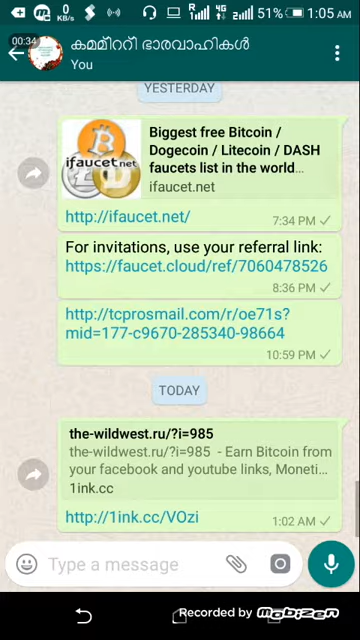 0
KB/s
R
4G
2G
51%
1:05 AM
00:34
കമ്മിററി ഭാരവാഹികൾ
You
YESTERDAY
ifaucet.net
Biggest free Bitcoin /
Dogecoin / Litecoin / DASH
faucets list in the world...
ifaucet.net
http://ifaucet.net/
7:34 PM
For invitations, use your referral link:
https://faucet.cloud/ref/7060478526
8:36 PM
http://tcprosmail.com/r/oe71s?
mid=177-c9670-285340-98664
10:59 PM
TODAY
the-wildwest.ru/?i=985
the-wildwest.ru/?i=985 - Earn Bitcoin from
your facebook and youtube links, Moneti...
1ink.cc
http://1ink.cc/VOzi
1:02 AM
Type a message
Recorded by mobizen